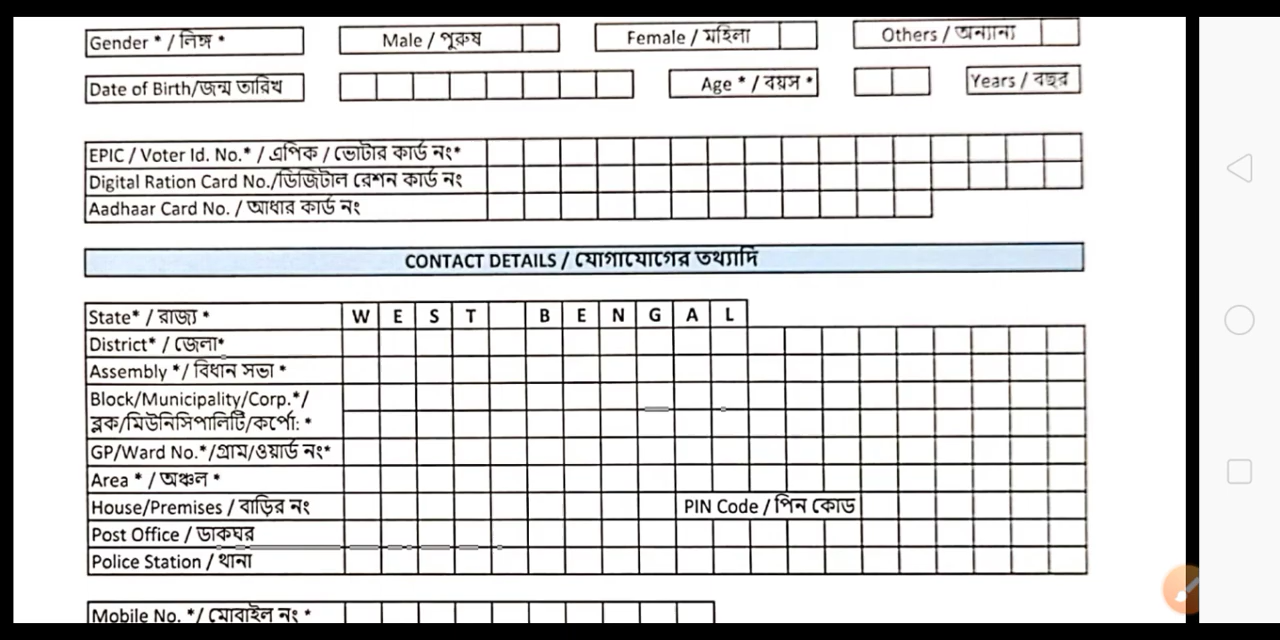 Gender * / লিঙ্গ * Male / পুরুষ Female / মহিলা Others / অন্যান্য
Date of Birth/জন্ম তারিখ Age * / বয়স * Years / বছর
EPIC / Voter Id. No.* / এপিক / ভোটার কার্ড নং*
Digital Ration Card No./ডিজিটাল রেশন কার্ড নং
Aadhaar Card No. / আধার কার্ড নং
CONTACT DETAILS / যোগাযোগের তথ্যাদি
State* / রাজ্য * W E S T B E N G A L
District* / জেলা*
Assembly */ বিধান সভা *
Block/Municipality/Corp.*/
ব্লক/মিউনিসিপালিটি/কর্পো: *
GP/Ward No.*/গ্রাম/ওয়ার্ড নং*
Area * / অঞ্চল *
House/Premises / বাড়ির নং PIN Code / পিন কোড
Post Office / ডাকঘর
Police Station / থানা
Mobile No. */ মোবাইল নং *